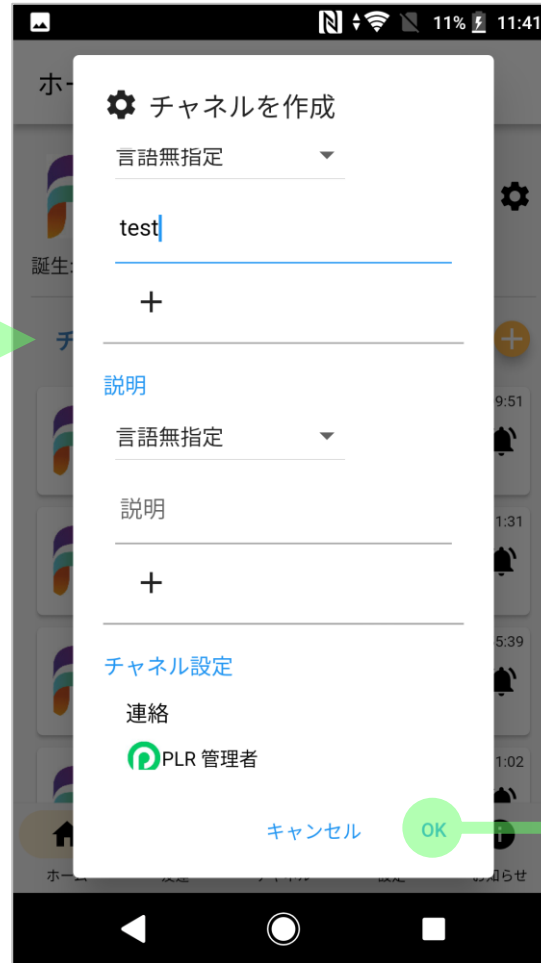 11% 11:41
ホー
チャネルを作成
言語無指定
test
誕生:
+
チ
説明
9:51
言語無指定
説明
1:31
+
5:39
チャネル設定
連絡
PLR 管理者
1:02
キャンセル OK
ホーム
お知らせ